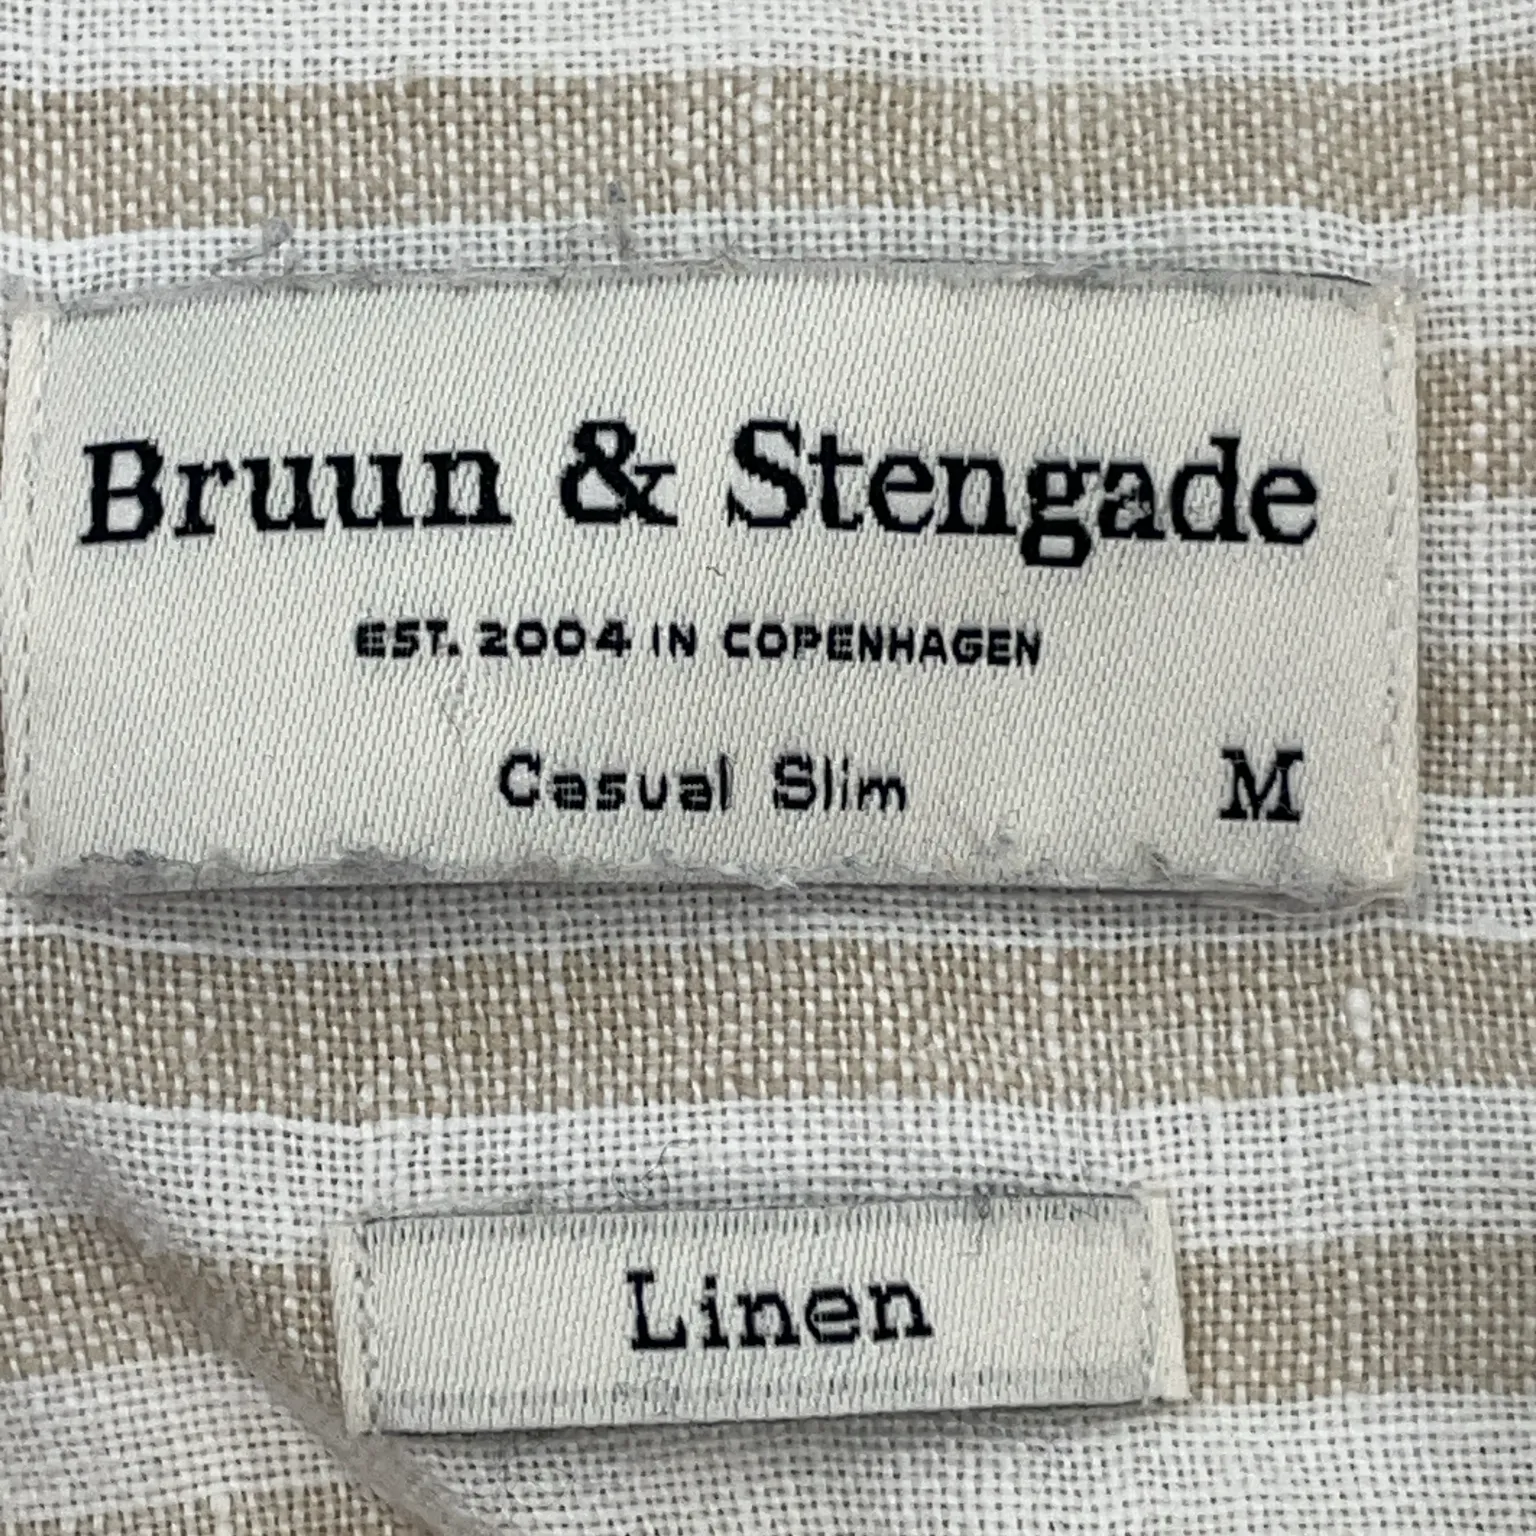 Bruun & Stengade
EST. 2004 IN COPENHAGEN
Casual Slim M
Linen